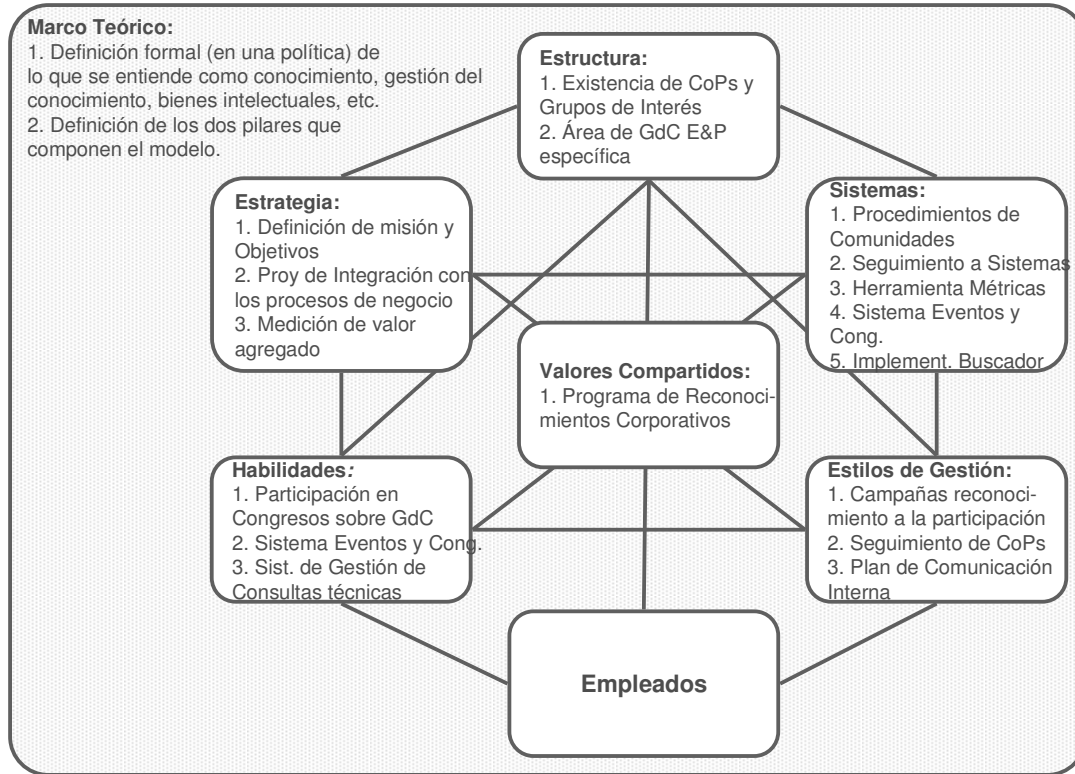 Marco Teórico:
1. Definición formal (en una política) de
lo que se entiende como conocimiento, gestión del
conocimiento, bienes intelectuales, etc.
2. Definición de los dos pilares que
componen el modelo.
Estructura:
1. Existencia de CoPs y
Grupos de Interés
2. Área de GdC E&P
específica
Estrategia:
1. Definición de misión y
Objetivos
2. Proy de Integración con
los procesos de negocio
3. Medición de valor
agregado
Sistemas:
1. Procedimientos de
Comunidades
2. Seguimiento a Sistemas
3. Herramienta Métricas
4. Sistema Eventos y
Cong.
5. Implement. Buscador
Valores Compartidos:
1. Programa de Reconoci-
mientos Corporativos
Habilidades:
1. Participación en
Congresos sobre GdC
2. Sistema Eventos y Cong.
3. Sist. de Gestión de
Consultas técnicas
Estilos de Gestión:
1. Campañas reconoci-
miento a la participación
2. Seguimiento de CoPs
3. Plan de Comunicación
Interna
Empleados